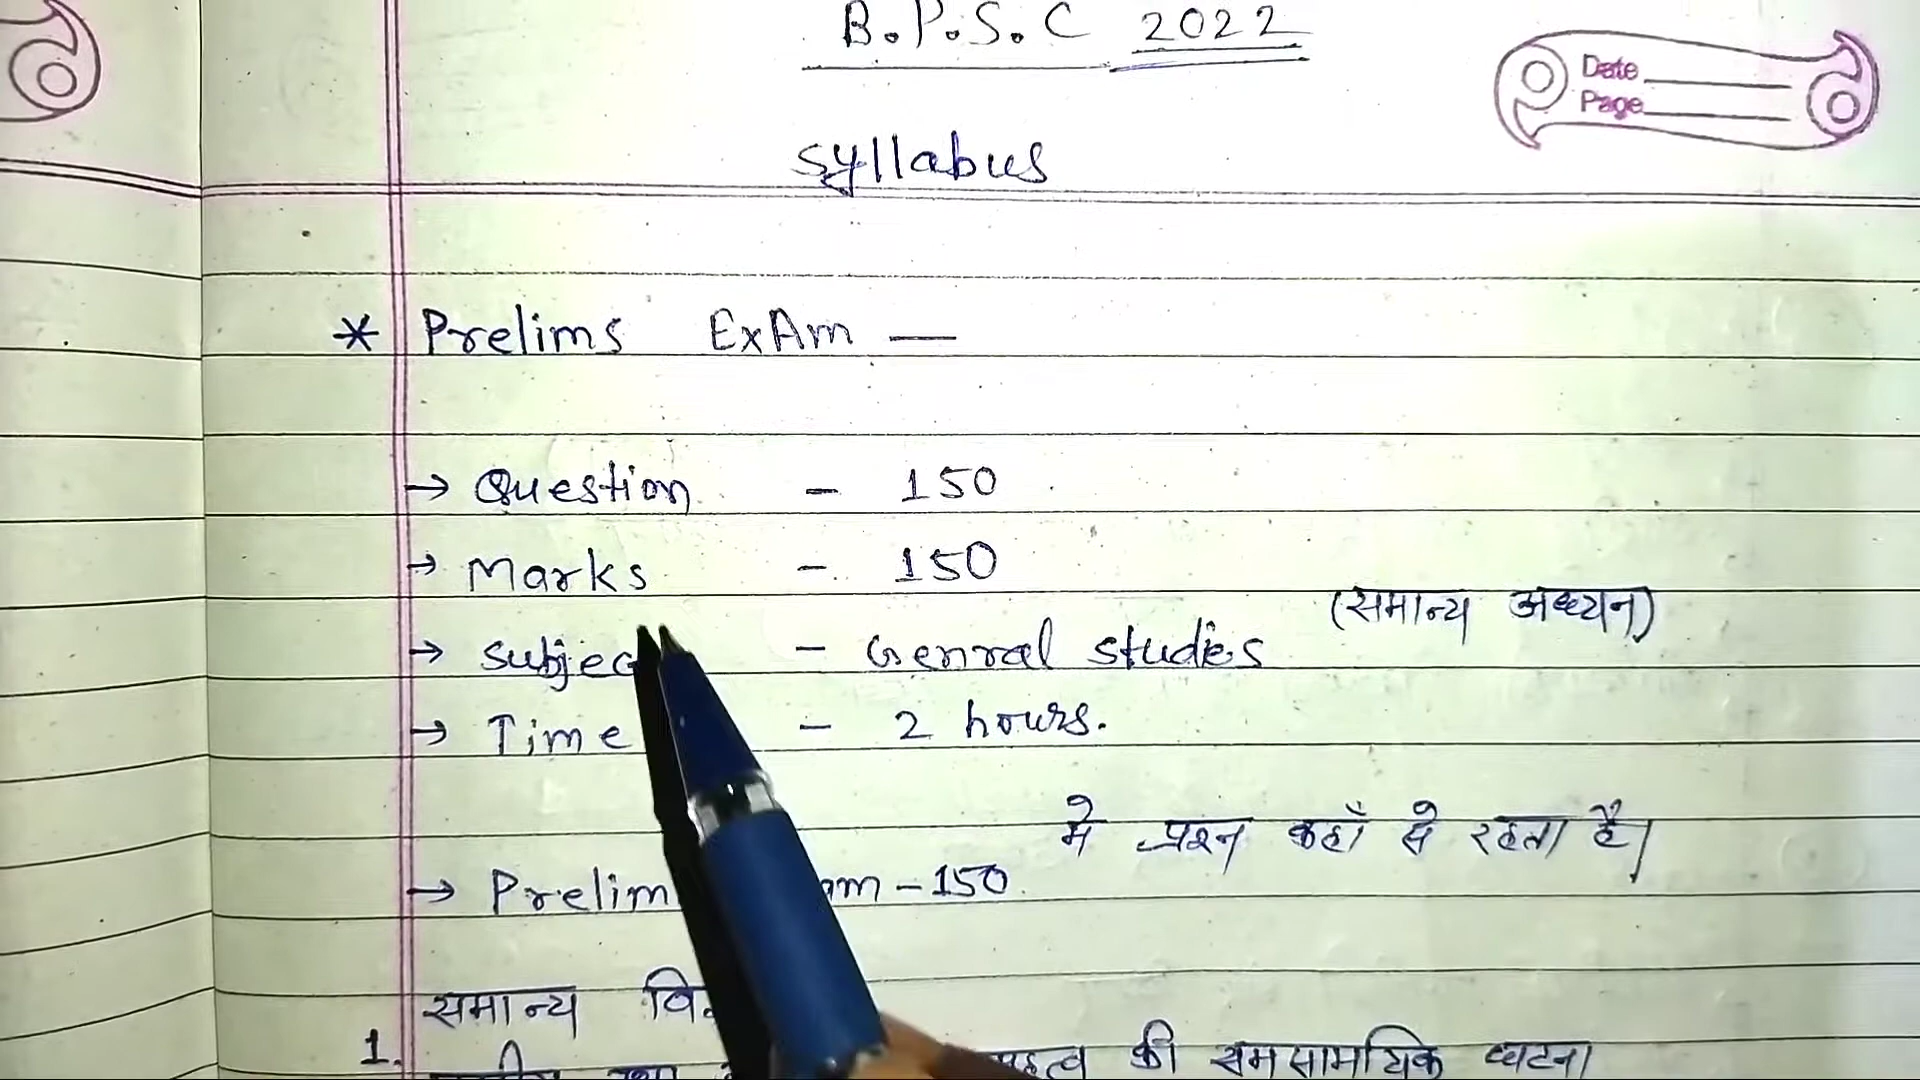 B.P.S.C 2022
Date
Page
Syllabus
* Prelims ExAm —
→ Question - 150
→ Marks - 150
(समान्य अध्यन)
→ Subjec - Genral studies
→ Time - 2 hours.
मे प्रश्न कहाँ से रहता है।
→ Prelim am - 150
समान्य वि
1. की समसामयिक घटना